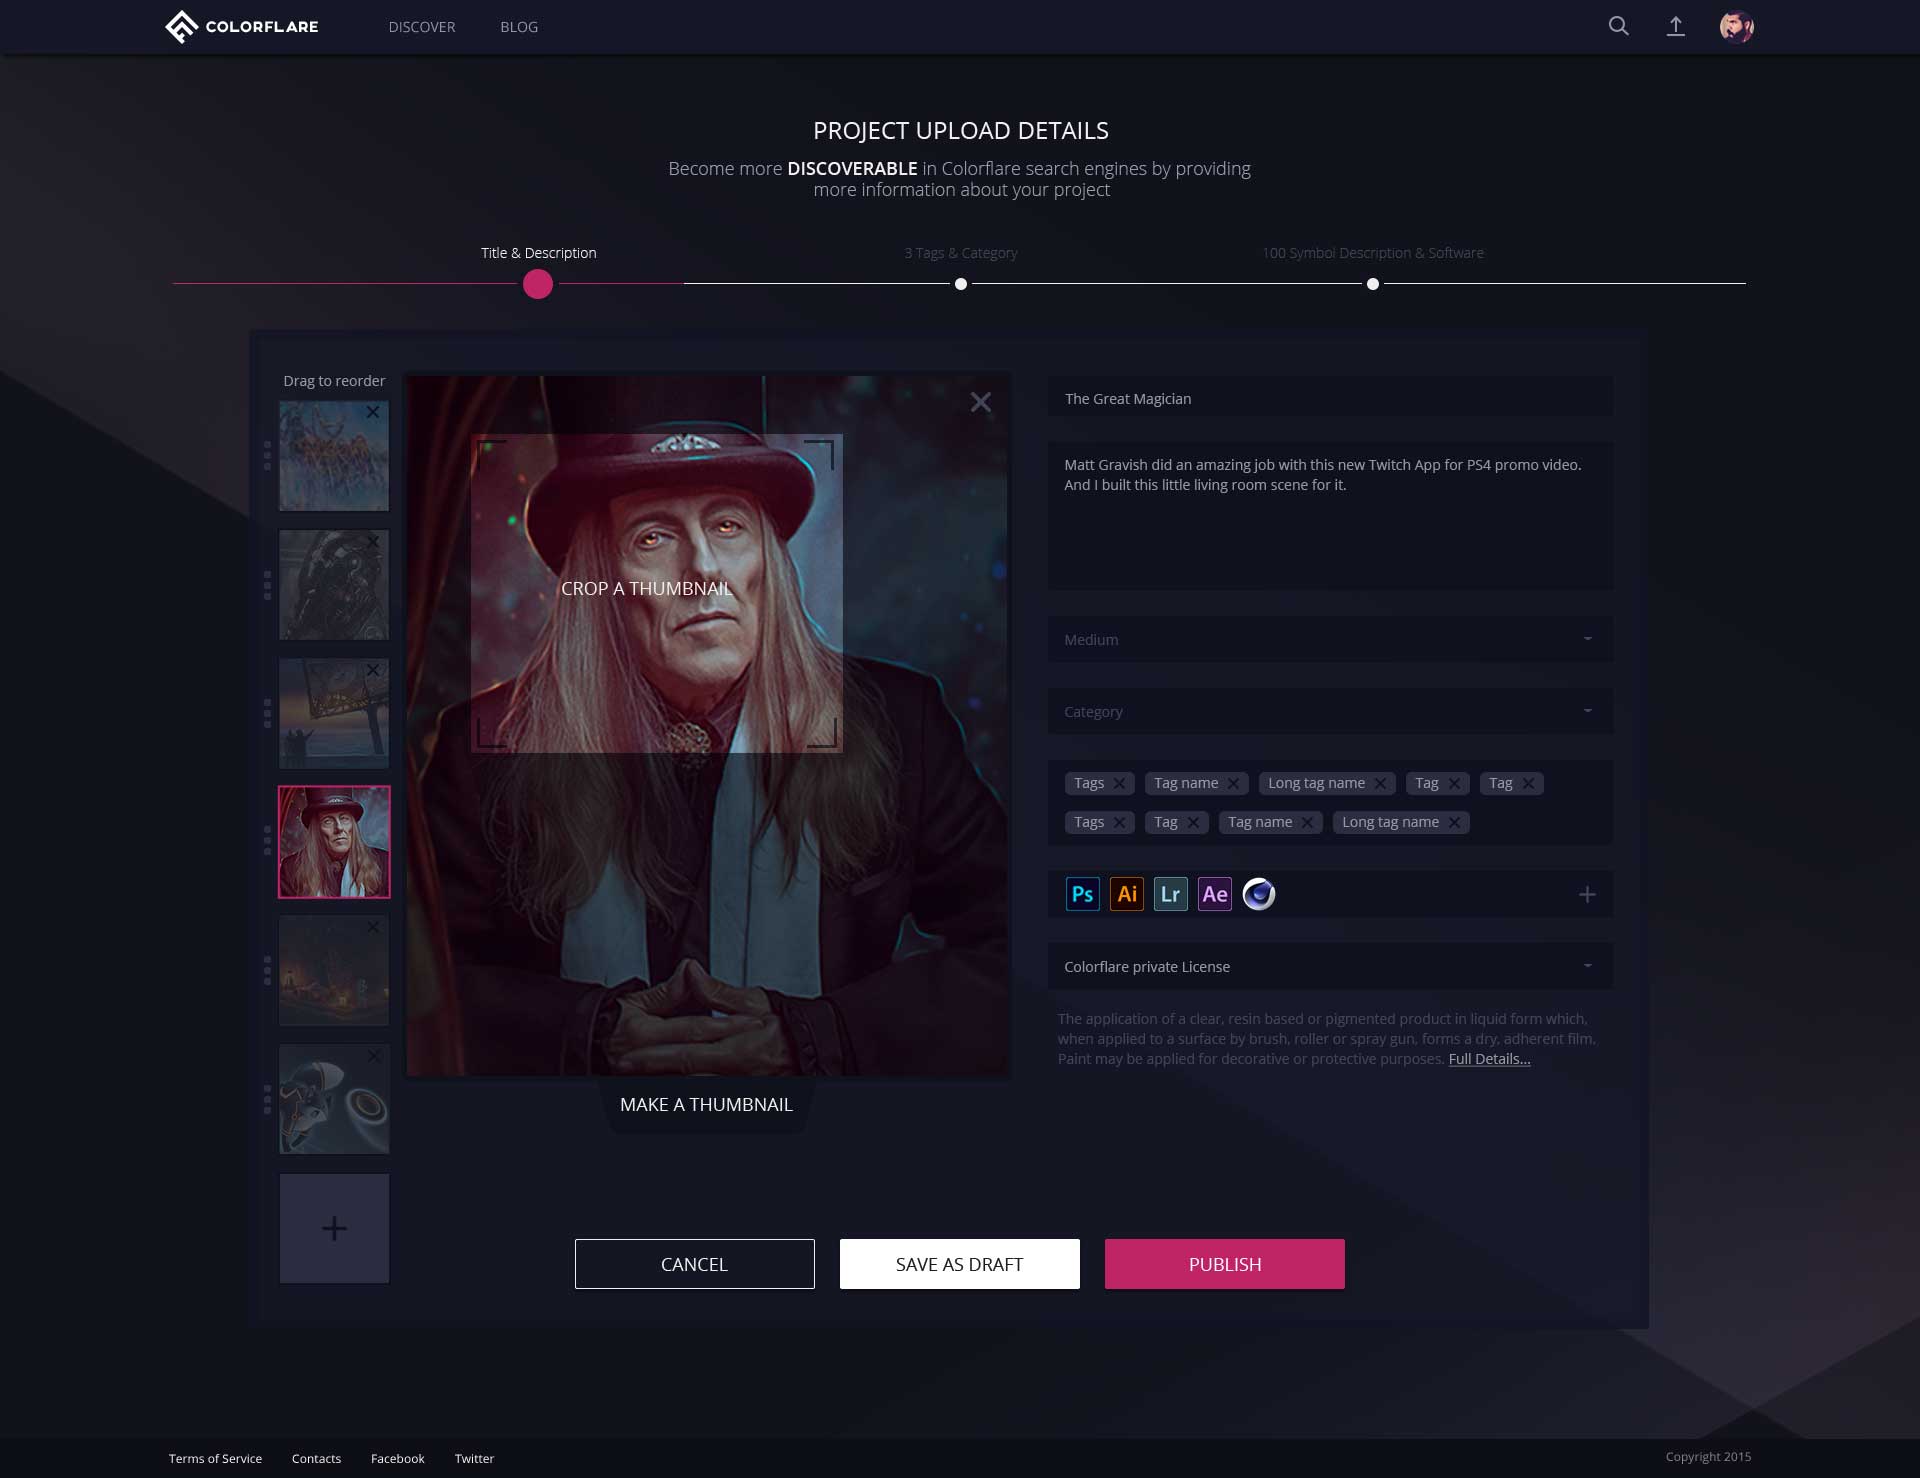 COLORFLARE
DISCOVER
BLOG
PROJECT UPLOAD DETAILS
Become more DISCOVERABLE in Colorflare search engines by providing
more information about your project
Title & Description
3 Tags & Category
100 Symbol Description & Software
Drag to reorder
CROP A THUMBNAIL
MAKE A THUMBNAIL
The Great Magician
Matt Gravish did an amazing job with this new Twitch App for PS4 promo video.
And I built this little living room scene for it.
Medium
Category
Tags
Tag name
Long tag name
Tag
Tag
Tags
Tag
Tag name
Long tag name
Ps
Ai
Lr
Ae
Colorflare private License
The application of a clear, resin based or pigmented product in liquid form which,
when applied to a surface by brush, roller or spray gun, forms a dry, adherent film.
Paint may be applied for decorative or protective purposes. Full Details...
CANCEL
SAVE AS DRAFT
PUBLISH
Terms of Service
Contacts
Facebook
Twitter
Copyright 2015